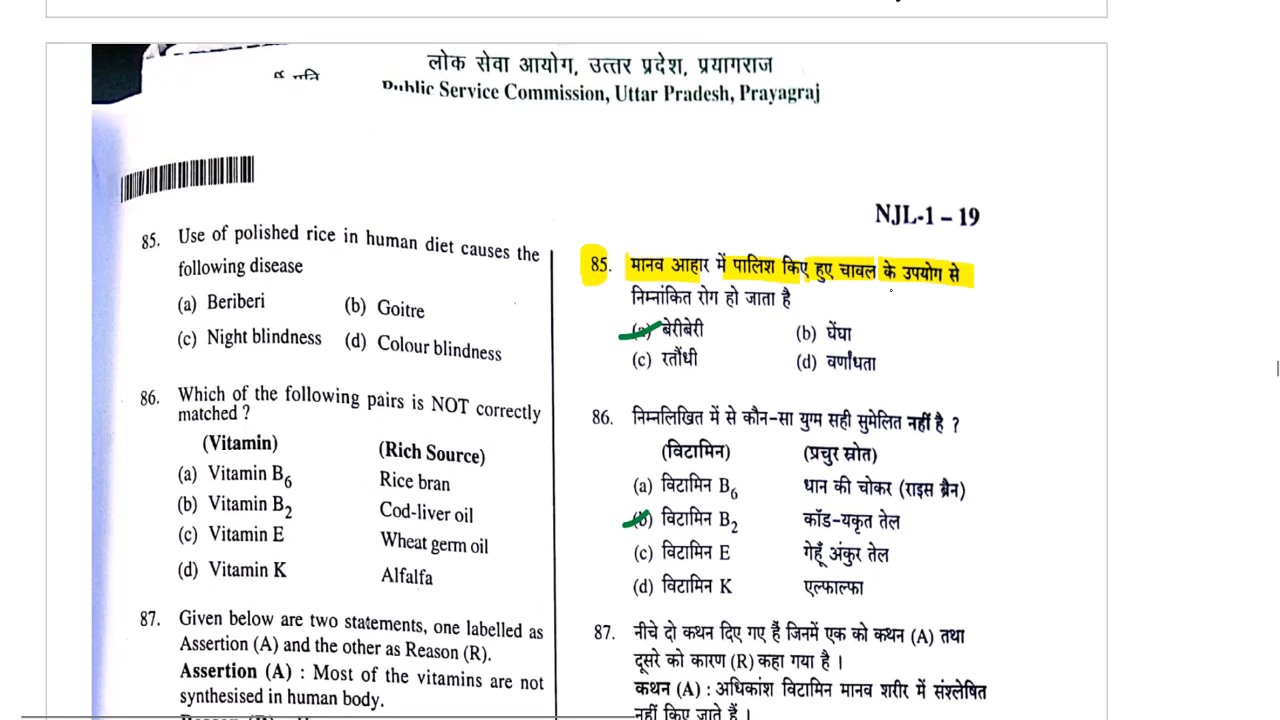 लोक सेवा आयोग, उत्तर प्रदेश, प्रयागराज
Public Service Commission, Uttar Pradesh, Prayagraj
NJL-1 – 19
85. Use of polished rice in human diet causes the
following disease
(a) Beriberi (b) Goitre
(c) Night blindness (d) Colour blindness
86. Which of the following pairs is NOT correctly
matched ?
(Vitamin) (Rich Source)
(a) Vitamin B6 Rice bran
(b) Vitamin B2 Cod-liver oil
(c) Vitamin E Wheat germ oil
(d) Vitamin K Alfalfa
87. Given below are two statements, one labelled as
Assertion (A) and the other as Reason (R).
Assertion (A) : Most of the vitamins are not
synthesised in human body.
85. मानव आहार में पालिश किए हुए चावल के उपयोग से
निम्नांकित रोग हो जाता है
(a) बेरीबेरी (b) घेंघा
(c) रतौंधी (d) वर्णांधता
86. निम्नलिखित में से कौन-सा युग्म सही सुमेलित नहीं है ?
(विटामिन) (प्रचुर स्रोत)
(a) विटामिन B6 धान की चोकर (राइस ब्रैन)
(b) विटामिन B2 कॉड-यकृत तेल
(c) विटामिन E गेहूँ अंकुर तेल
(d) विटामिन K एल्फाल्फा
87. नीचे दो कथन दिए गए हैं जिनमें एक को कथन (A) तथा
दूसरे को कारण (R) कहा गया है ।
कथन (A) : अधिकांश विटामिन मानव शरीर में संश्लेषित
नहीं किए जाते हैं ।